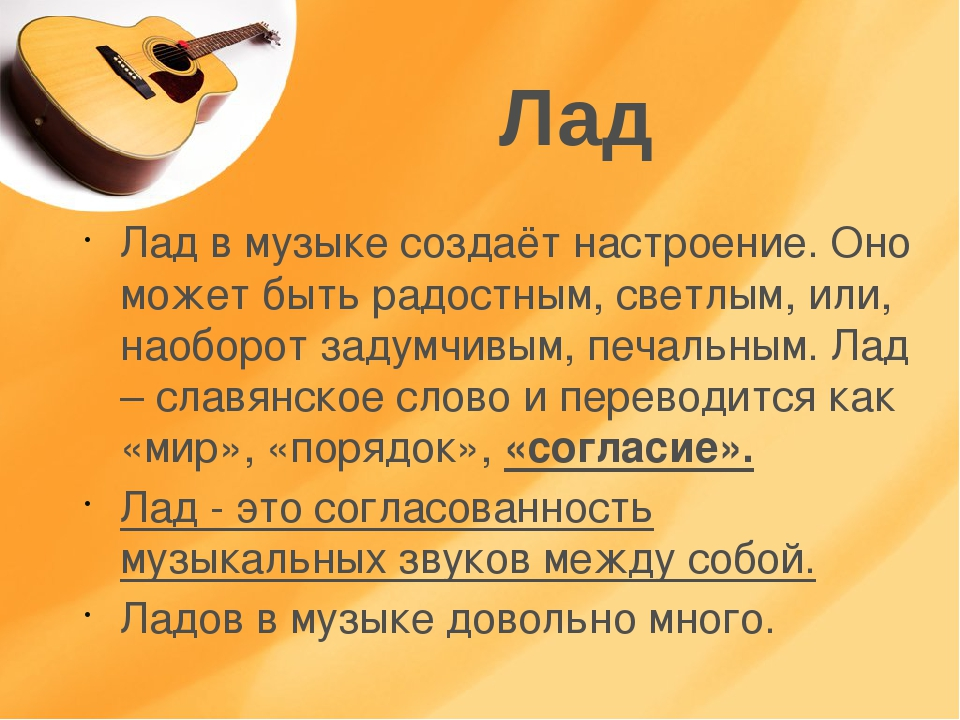 Лад
Лад в музыке создаёт настроение. Оно
может быть радостным, светлым, или,
наоборот задумчивым, печальным. Лад
– славянское слово и переводится как
«мир», «порядок», «согласие».
Лад - это согласованность
музыкальных звуков между собой.
Ладов в музыке довольно много.